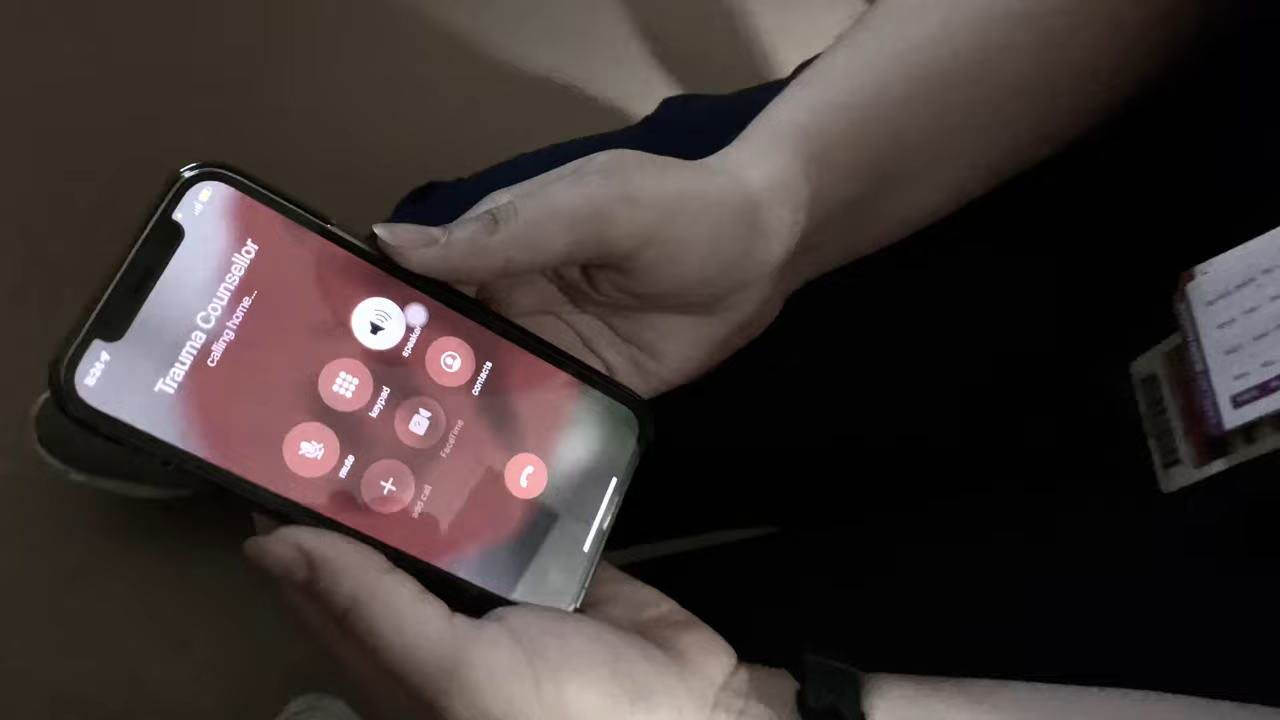 Trauma Counsellor
calling home...
mute
keypad
speaker
add call
FaceTime
contacts